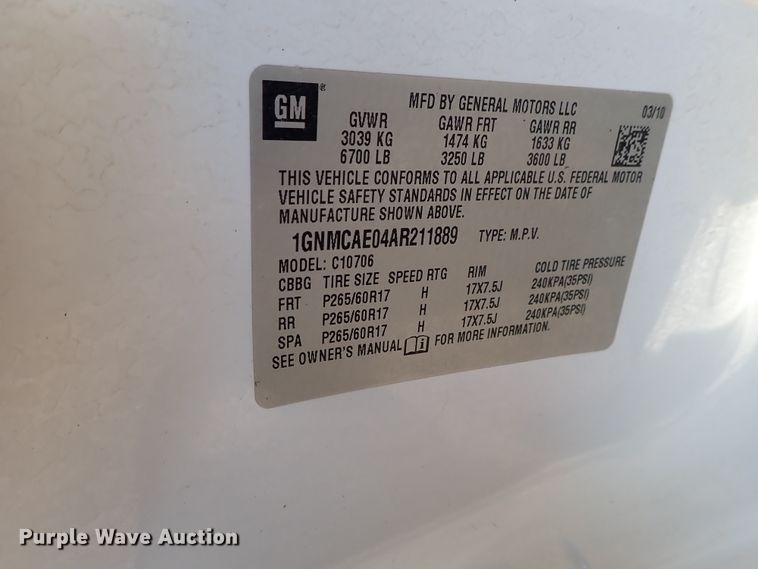 GM®
MFD BY GENERAL MOTORS LLC 03/10
GVWR GAWR FRT GAWR RR
3039 KG 1474 KG 1633 KG
6700 LB 3250 LB 3600 LB
THIS VEHICLE CONFORMS TO ALL APPLICABLE U.S. FEDERAL MOTOR
VEHICLE SAFETY STANDARDS IN EFFECT ON THE DATE OF
MANUFACTURE SHOWN ABOVE.
1GNMCAE04AR211889 TYPE: M.P.V.
MODEL: C10706
CBBG TIRE SIZE SPEED RTG RIM COLD TIRE PRESSURE
FRT P265/60R17 H 17X7.5J 240KPA(35PSI)
RR P265/60R17 H 17X7.5J 240KPA(35PSI)
SPA P265/60R17 H 17X7.5J 240KPA(35PSI)
SEE OWNER'S MANUAL i FOR MORE INFORMATION.
Purple Wave Auction